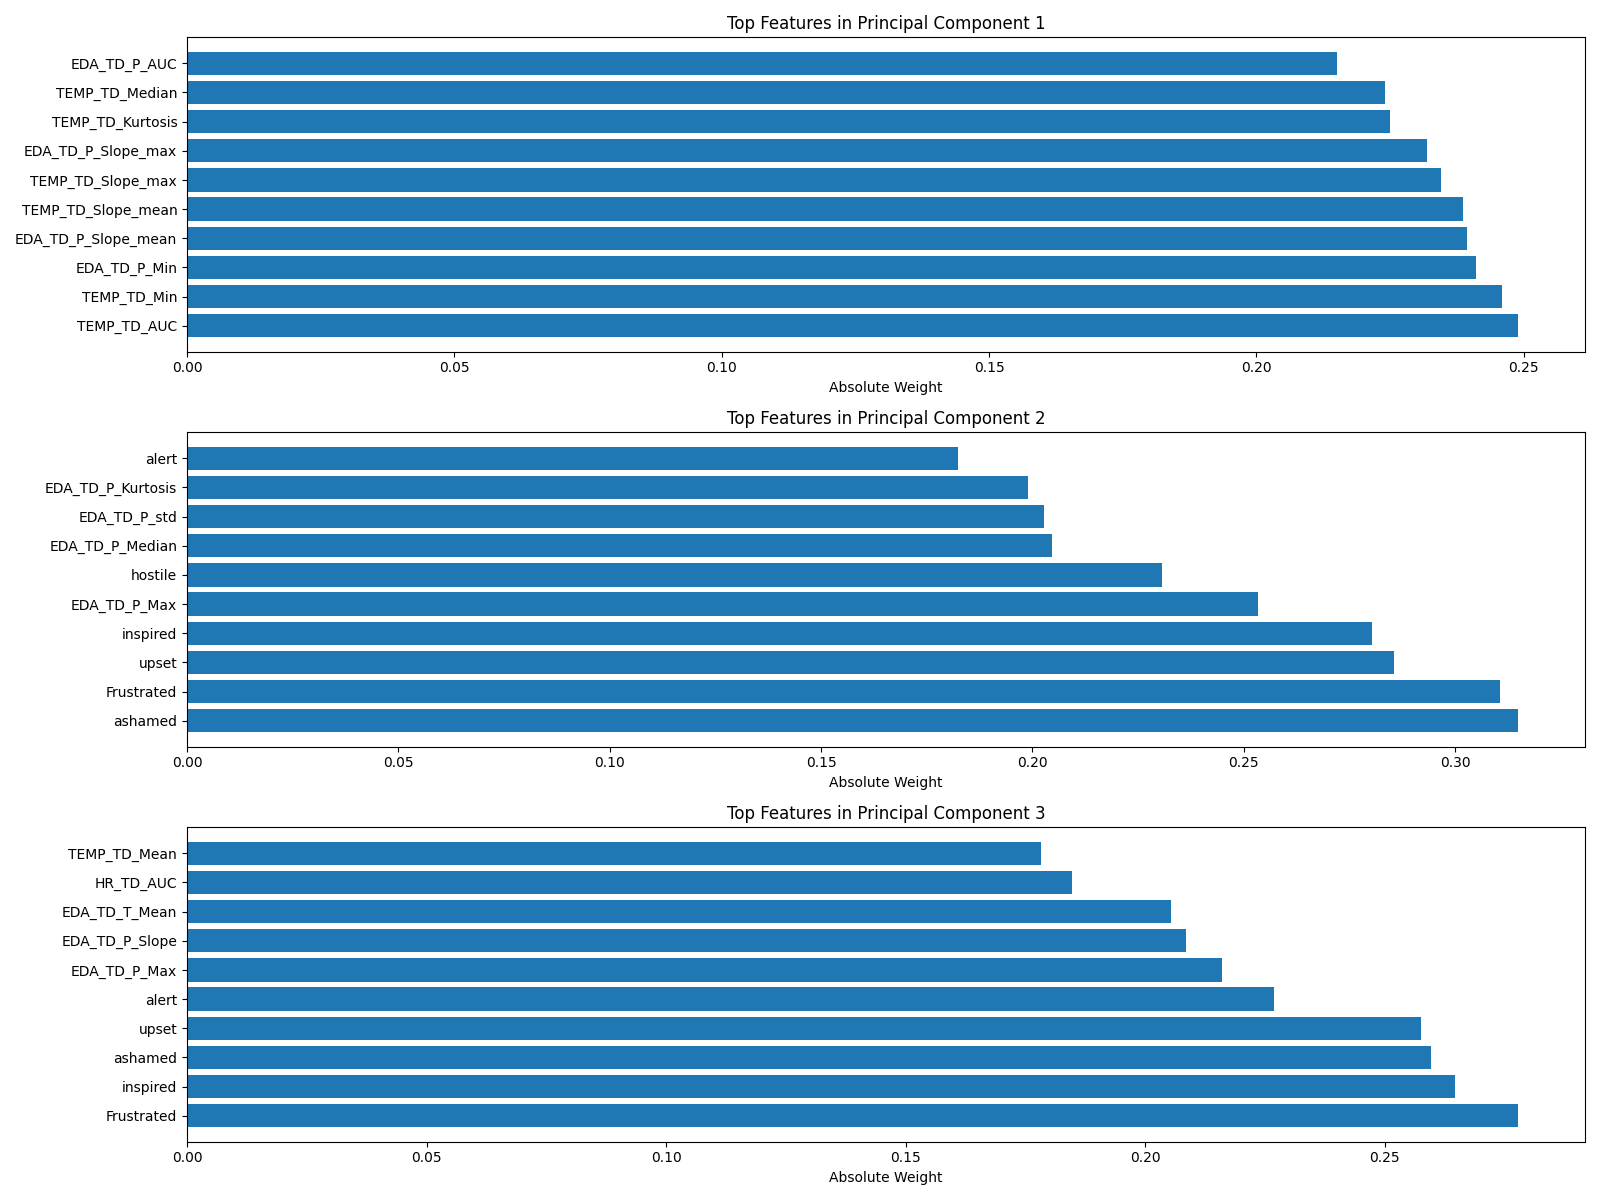 Top Features in Principal Component 1
EDA_TD_P_AUC
TEMP_TD_Median
TEMP_TD_Kurtosis
EDA_TD_P_Slope_max
TEMP_TD_Slope_max
TEMP_TD_Slope_mean
EDA_TD_P_Slope_mean
EDA_TD_P_Min
TEMP_TD_Min
TEMP_TD_AUC
0.00 0.05 0.10 0.15 0.20 0.25
Absolute Weight
Top Features in Principal Component 2
alert
EDA_TD_P_Kurtosis
EDA_TD_P_std
EDA_TD_P_Median
hostile
EDA_TD_P_Max
inspired
upset
Frustrated
ashamed
0.00 0.05 0.10 0.15 0.20 0.25 0.30
Absolute Weight
Top Features in Principal Component 3
TEMP_TD_Mean
HR_TD_AUC
EDA_TD_T_Mean
EDA_TD_P_Slope
EDA_TD_P_Max
alert
upset
ashamed
inspired
Frustrated
0.00 0.05 0.10 0.15 0.20 0.25
Absolute Weight